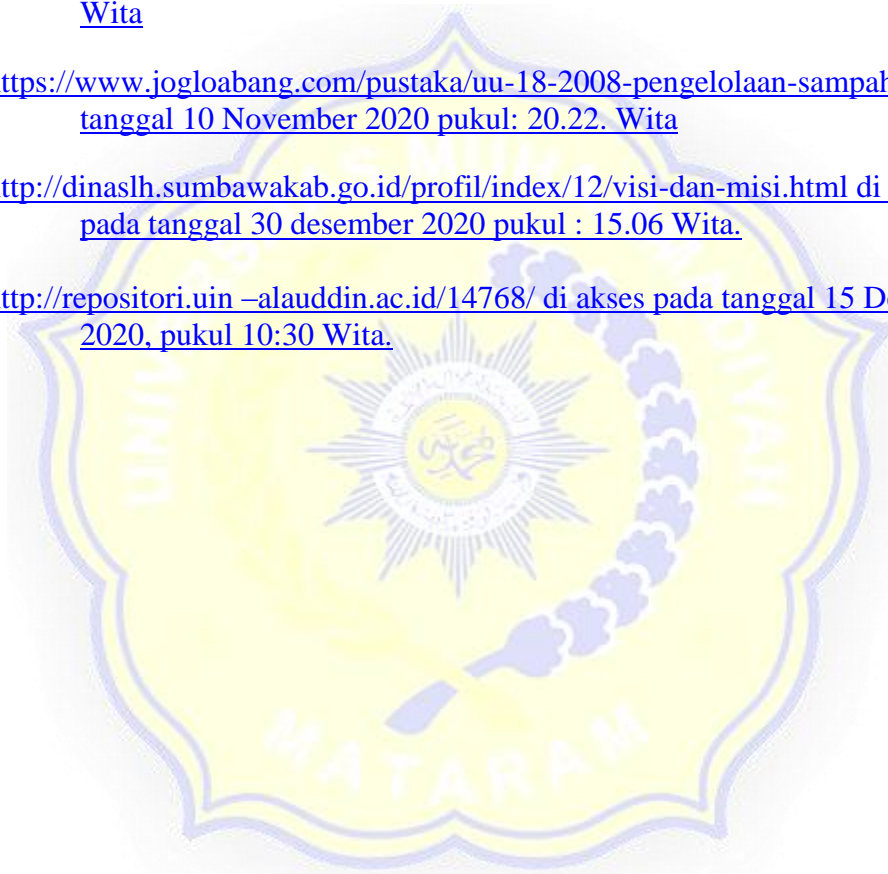 Wita
ttps://www.jogloabang.com/pustaka/uu-18-2008-pengelolaan-sampah
tanggal 10 November 2020 pukul: 20.22. Wita
ttp://dinaslh.sumbawakab.go.id/profil/index/12/visi-dan-misi.html di
pada tanggal 30 desember 2020 pukul : 15.06 Wita.
ttp://repositori.uin –alauddin.ac.id/14768/ di akses pada tanggal 15 D
2020, pukul 10:30 Wita.
UNIVERSITAS MUHAMMADIYAH
MATARAM